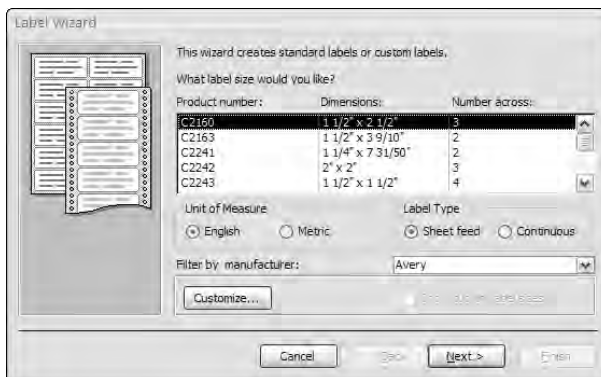 Label Wizard
This wizard creates standard labels or custom labels.
What label size would you like?
Product number: Dimensions: Number across:
C2160 1 1/2" x 2 1/2" 3
C2163 1 1/2" x 3 9/10" 2
C2241 1 1/4" x 7 31/50" 2
C2242 2" x 2" 3
C2243 1 1/2" x 1 1/2" 4
Unit of Measure Label Type
English Metric Sheet feed Continuous
Filter by manufacturer: Avery
Customize...
Cancel Back Next > Finish